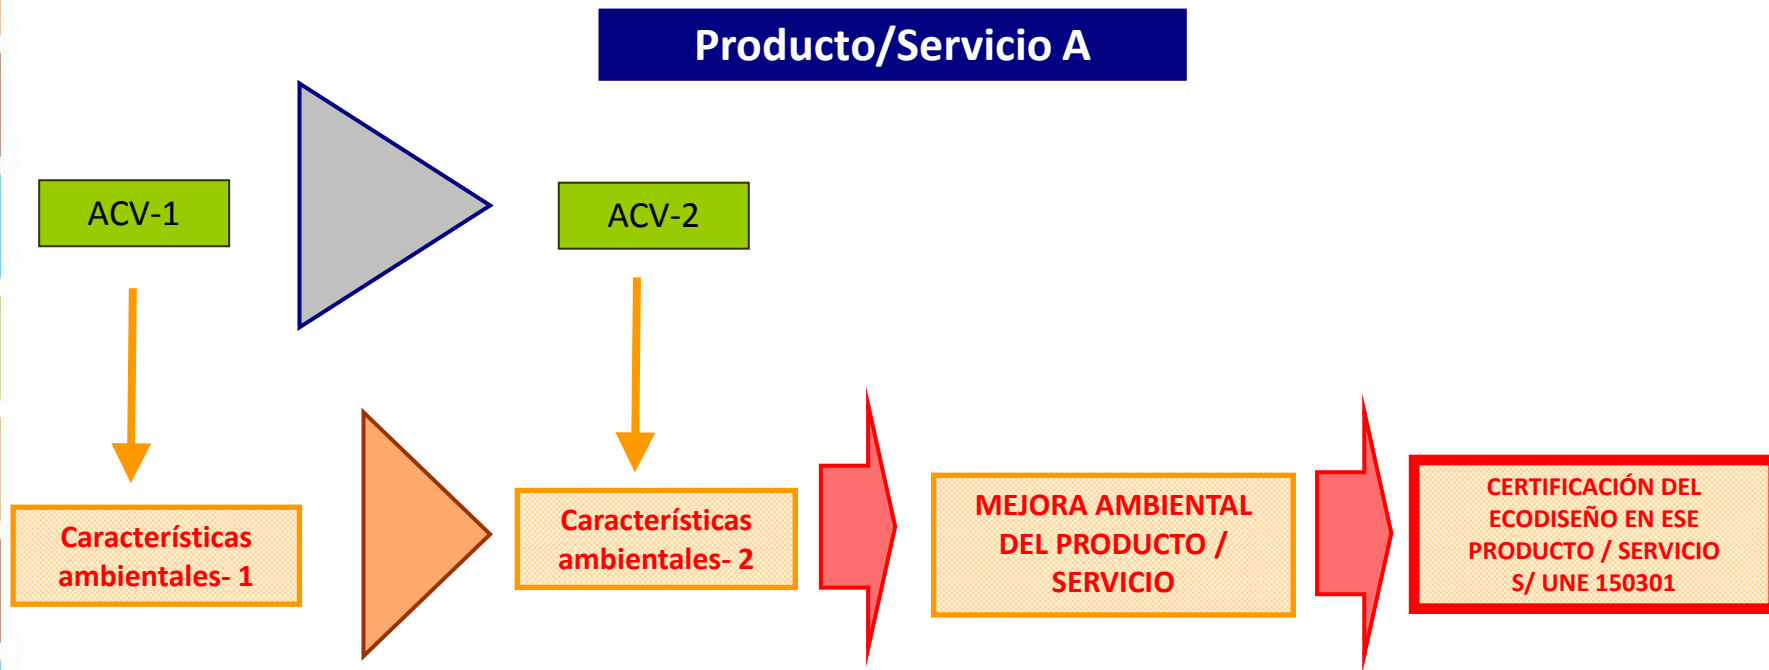 Producto/Servicio A
ACV-1
ACV-2
Características
ambientales- 1
Características
ambientales- 2
MEJORA AMBIENTAL
DEL PRODUCTO /
SERVICIO
CERTIFICACIÓN DEL
ECODISEÑO EN ESE
PRODUCTO / SERVICIO
S/ UNE 150301